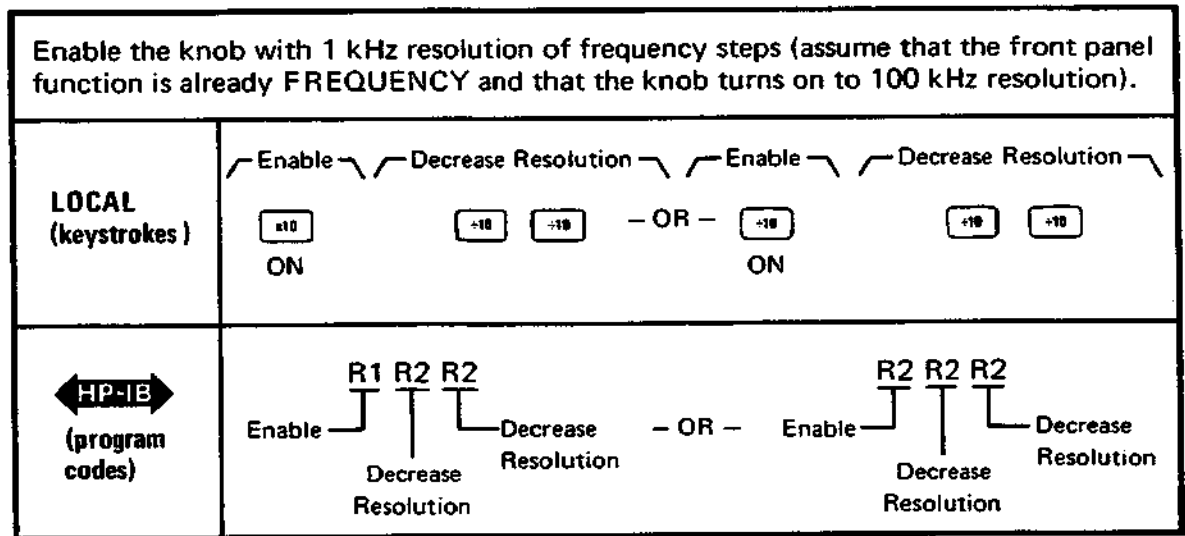 Enable the knob with 1 kHz resolution of frequency steps (assume that the front panel
function is already FREQUENCY and that the knob turns on to 100 kHz resolution).
LOCAL
(keystrokes)
Enable Decrease Resolution Enable Decrease Resolution
x10 ÷10 ÷10 – OR – ÷10 ÷10 ÷10
ON ON
HP-IB
(program
codes)
R1 R2 R2
Enable
Decrease
Resolution
Decrease
Resolution
– OR –
R2 R2 R2
Enable
Decrease
Resolution
Decrease
Resolution